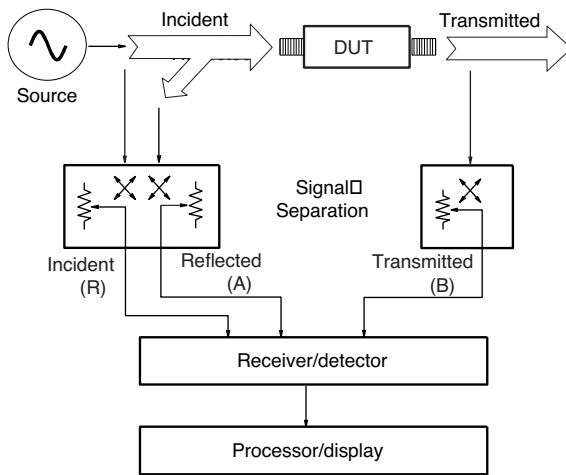 Incident
Transmitted
DUT
Source
Signal□
Separation
Incident
(R)
Reflected
(A)
Transmitted
(B)
Receiver/detector
Processor/display